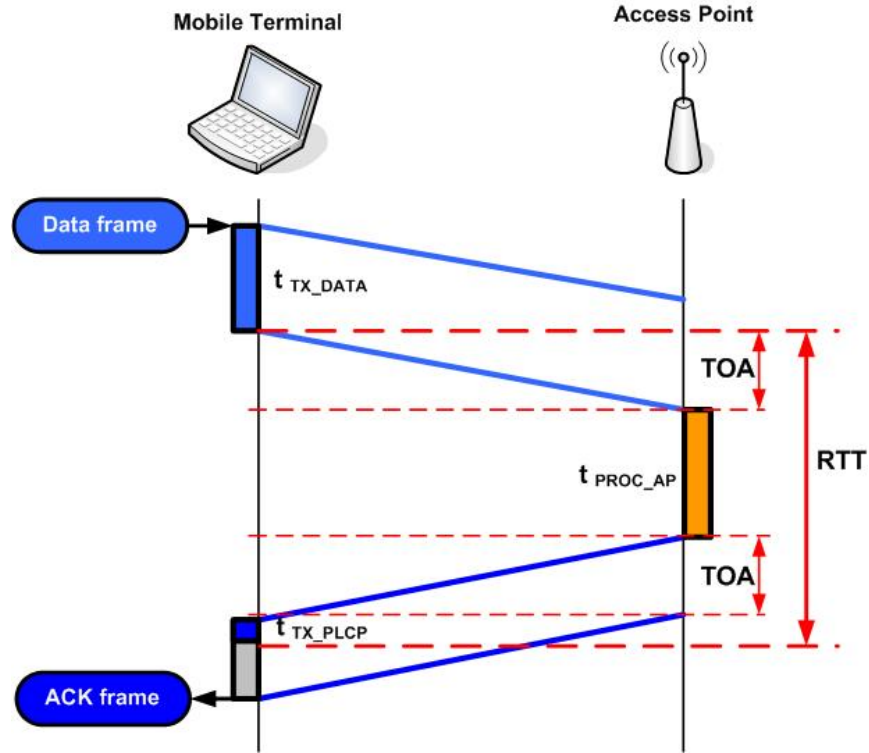 Mobile Terminal
Access Point
Data frame
t TX_DATA
TOA
RTT
t PROC_AP
TOA
t TX_PLCP
ACK frame